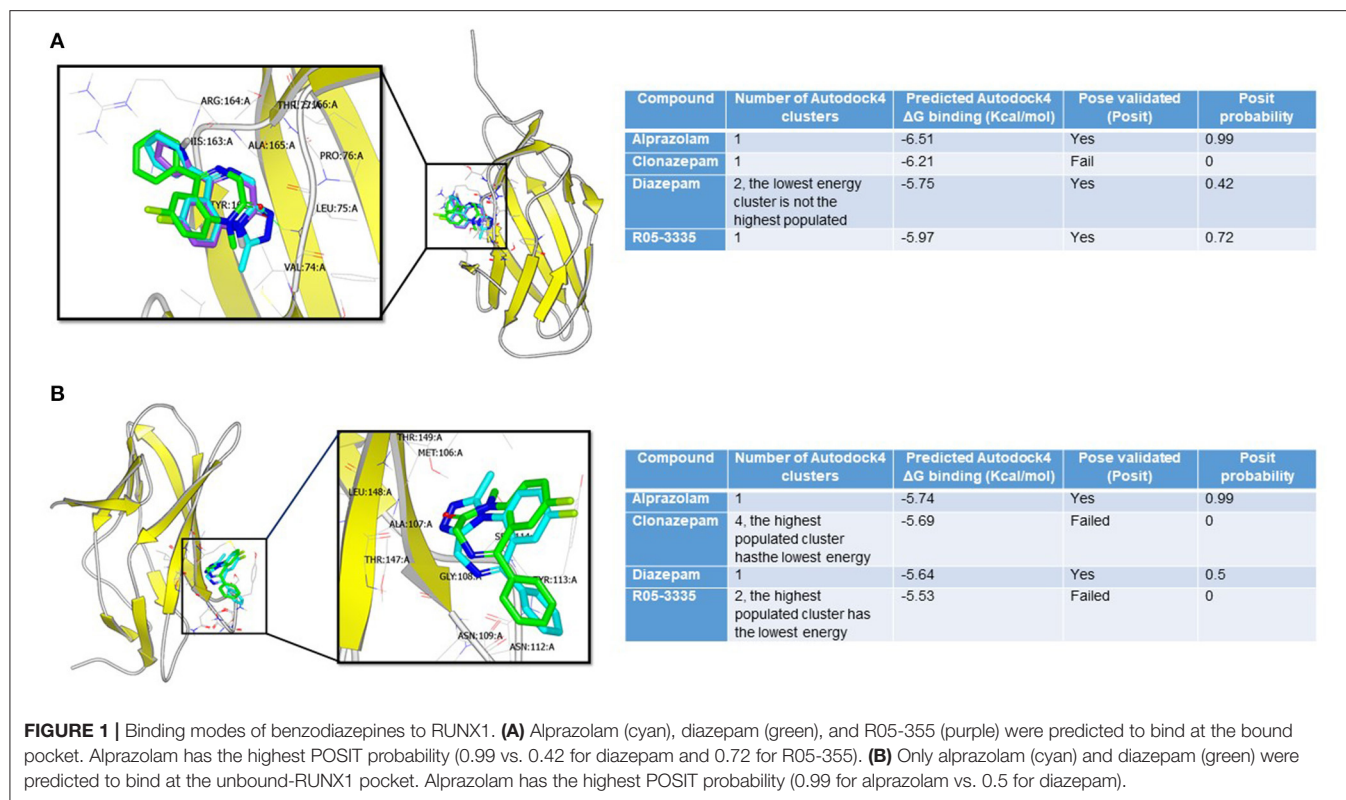 A
ARG:164:A
HIS:163:A
ALA:165:A
PRO:76:A
LEU:75:A
VAL:74:A
Compound Number of Autodock4 clusters Predicted Autodock4 ΔG binding (Kcal/mol) Pose validated (Posit) Posit probability
Alprazolam 1 -6.51 Yes 0.99
Clonazepam 1 -6.21 Fail 0
Diazepam 2, the lowest energy cluster is not the highest populated -5.75 Yes 0.42
R05-3335 1 -5.97 Yes 0.72
B
THR:149:A
MET:106:A
LEU:148:A
ALA:107:A
THR:147:A
GLY:108:A
TYR:113:A
ASN:109:A
ASN:112:A
Compound Number of Autodock4 clusters Predicted Autodock4 ΔG binding (Kcal/mol) Pose validated (Posit) Posit probability
Alprazolam 1 -5.74 Yes 0.99
Clonazepam 4, the highest populated cluster hasthe lowest energy -5.69 Failed 0
Diazepam 1 -5.64 Yes 0.5
R05-3335 2, the highest populated cluster has the lowest energy -5.53 Failed 0
FIGURE 1 | Binding modes of benzodiazepines to RUNX1. (A) Alprazolam (cyan), diazepam (green), and R05-355 (purple) were predicted to bind at the bound
pocket. Alprazolam has the highest POSIT probability (0.99 vs. 0.42 for diazepam and 0.72 for R05-355). (B) Only alprazolam (cyan) and diazepam (green) were
predicted to bind at the unbound-RUNX1 pocket. Alprazolam has the highest POSIT probability (0.99 for alprazolam vs. 0.5 for diazepam).